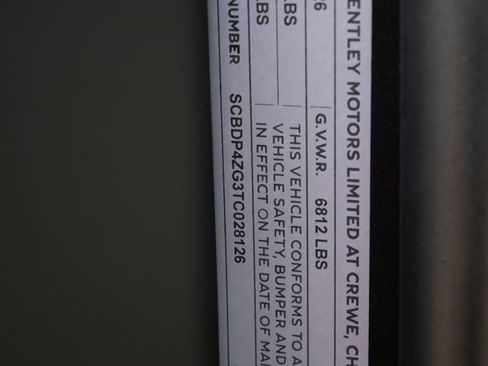 ENTLEY MOTORS LIMITED AT CREWE, CH
/6 G.V.W.R. 6812 LBS
LBS THIS VEHICLE CONFORMS TO A
VEHICLE SAFETY, BUMPER AND
LBS IN EFFECT ON THE DATE OF MA
NUMBER SCBDP4ZG3TC028126